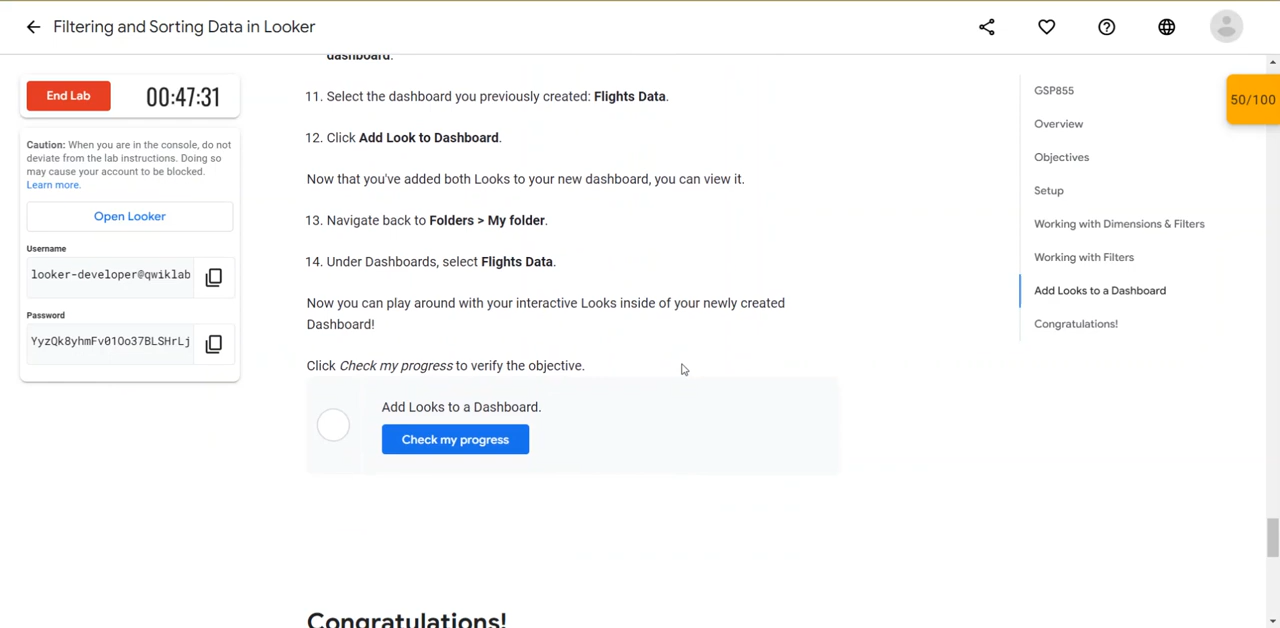 Filtering and Sorting Data in Looker
End Lab
00:47:31
Caution: When you are in the console, do not
deviate from the lab instructions. Doing so
may cause your account to be blocked.
Learn more.
Open Looker
Username
looker-developer@qwiklab
Password
YyzQk8yhmFv01Oo37BLSHrLj
dashboard.
11. Select the dashboard you previously created: Flights Data.
12. Click Add Look to Dashboard.
Now that you've added both Looks to your new dashboard, you can view it.
13. Navigate back to Folders > My folder.
14. Under Dashboards, select Flights Data.
Now you can play around with your interactive Looks inside of your newly created
Dashboard!
Click Check my progress to verify the objective.
Add Looks to a Dashboard.
Check my progress
Congratulations!
GSP855
Overview
Objectives
Setup
Working with Dimensions & Filters
Working with Filters
Add Looks to a Dashboard
Congratulations!
50/100